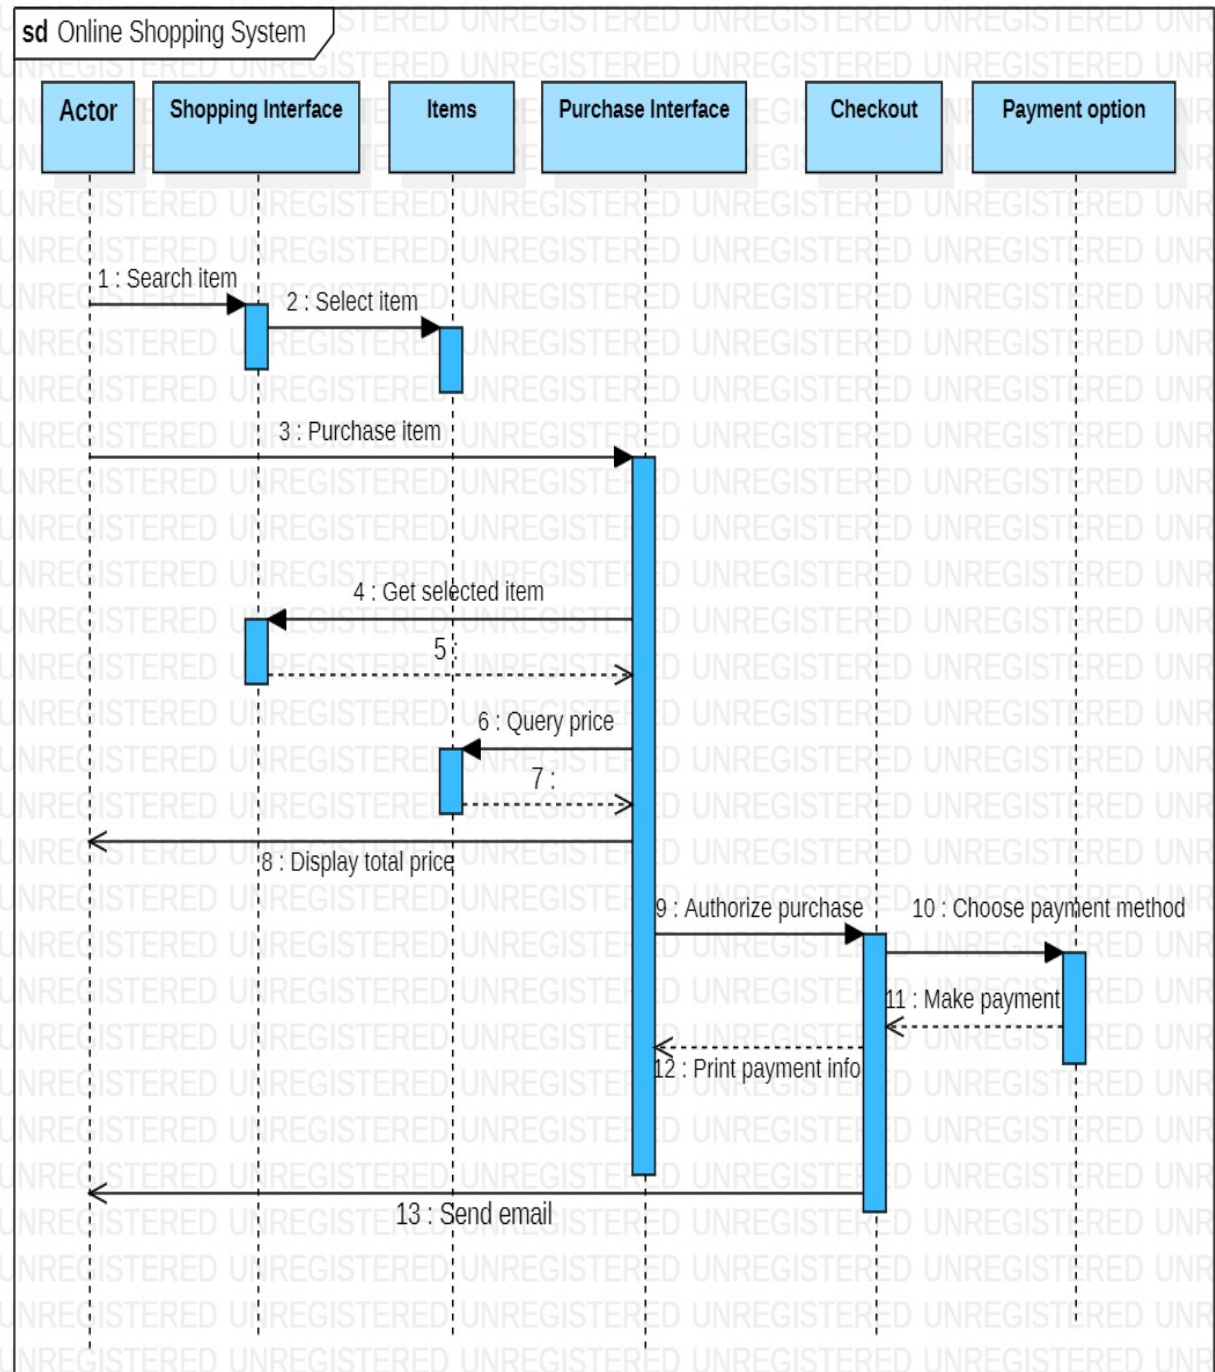 sd Online Shopping System
Actor
Shopping Interface
Items
Purchase Interface
Checkout
Payment option
1 : Search item
2 : Select item
3 : Purchase item
4 : Get selected item
5 :
6 : Query price
7 :
8 : Display total price
9 : Authorize purchase
10 : Choose payment method
11 : Make payment
12 : Print payment info
13 : Send email
UNREGISTERED